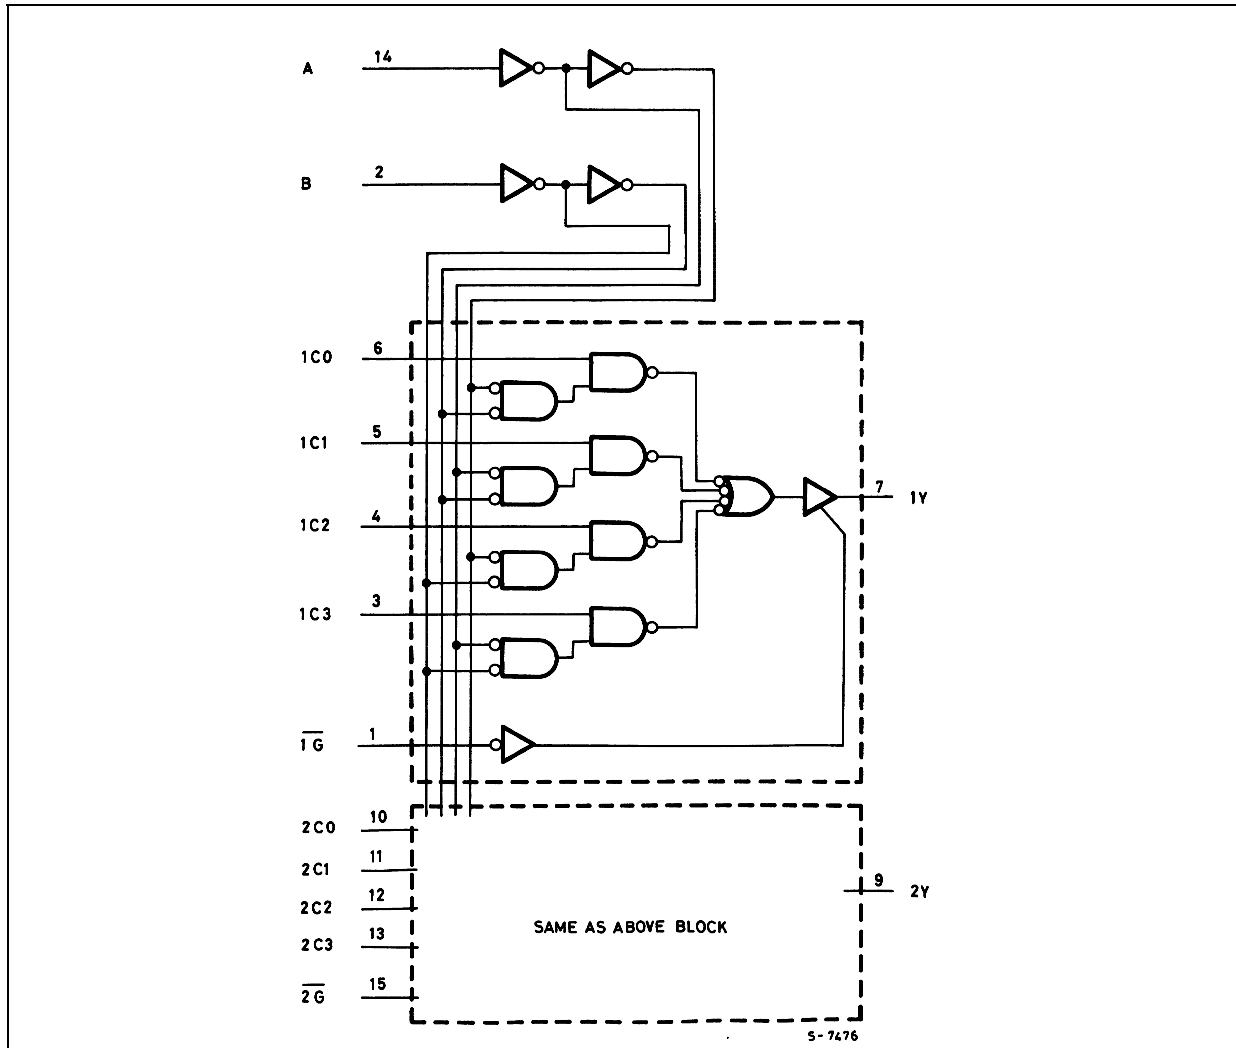 A 14
B 2
1C0 6
1C1 5
1C2 4
7 1Y
1C3 3
1G̅ 1
2C0 10
2C1 11
2C2 12
9 2Y
SAME AS ABOVE BLOCK
2C3 13
2G̅ 15
S-7476